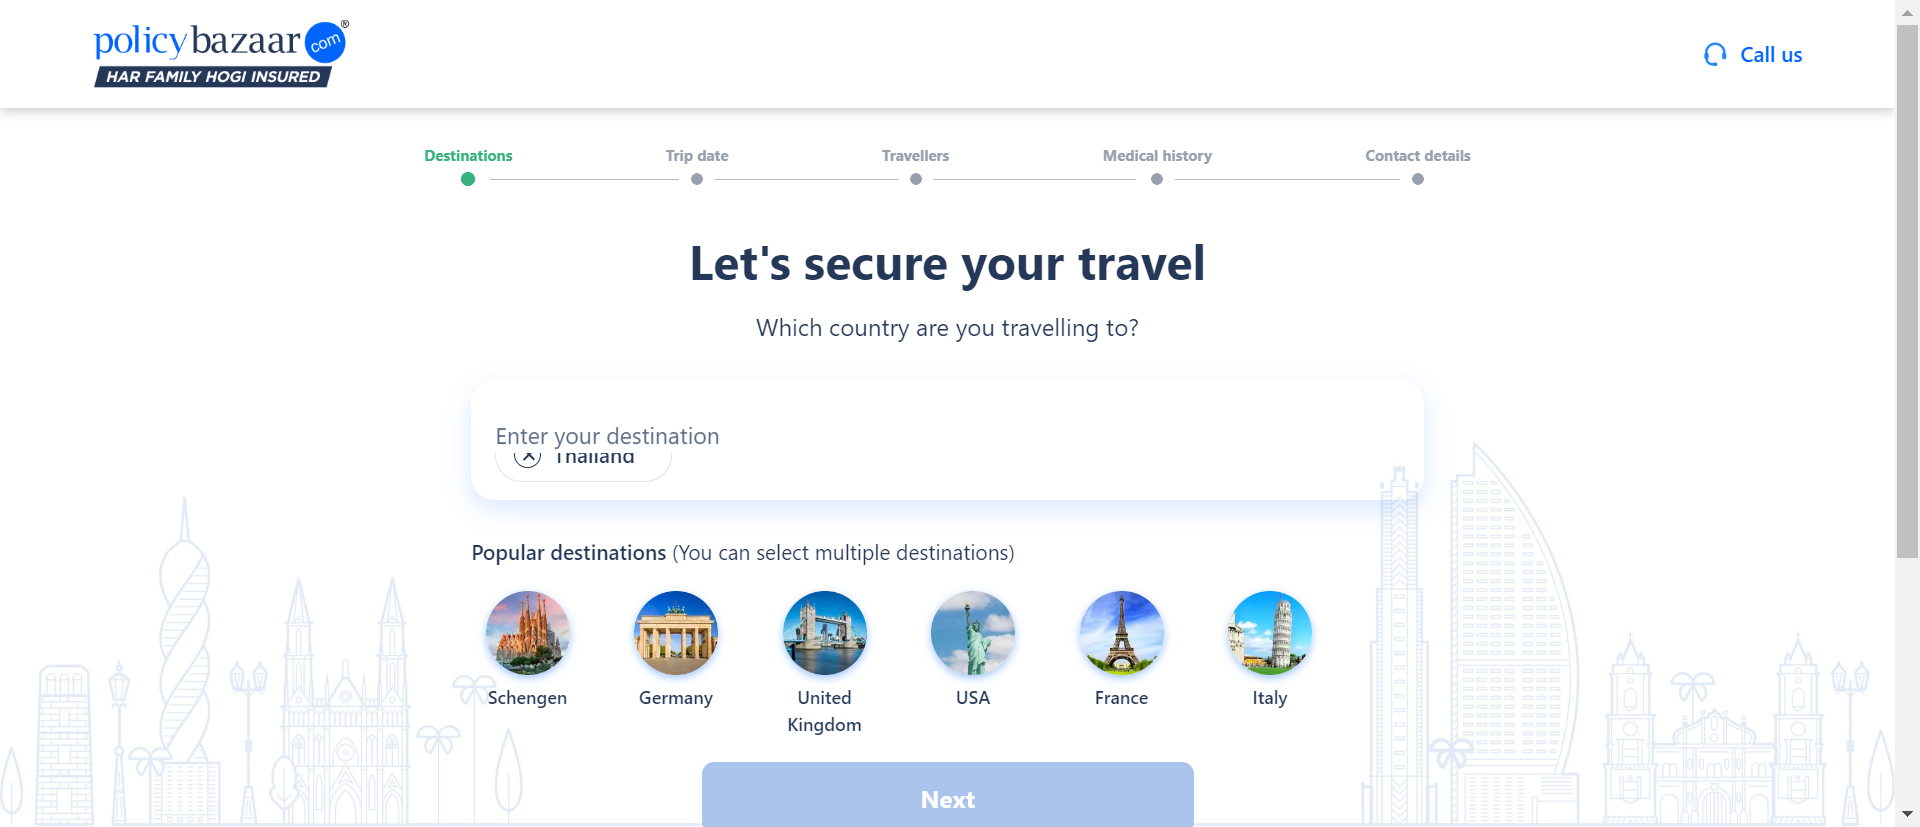 policybazaar com ®
HAR FAMILY HOGI INSURED
Call us
Destinations
Trip date
Travellers
Medical history
Contact details
Let's secure your travel
Which country are you travelling to?
Enter your destination
Thailand
Popular destinations (You can select multiple destinations)
Schengen
Germany
United
Kingdom
USA
France
Italy
Next